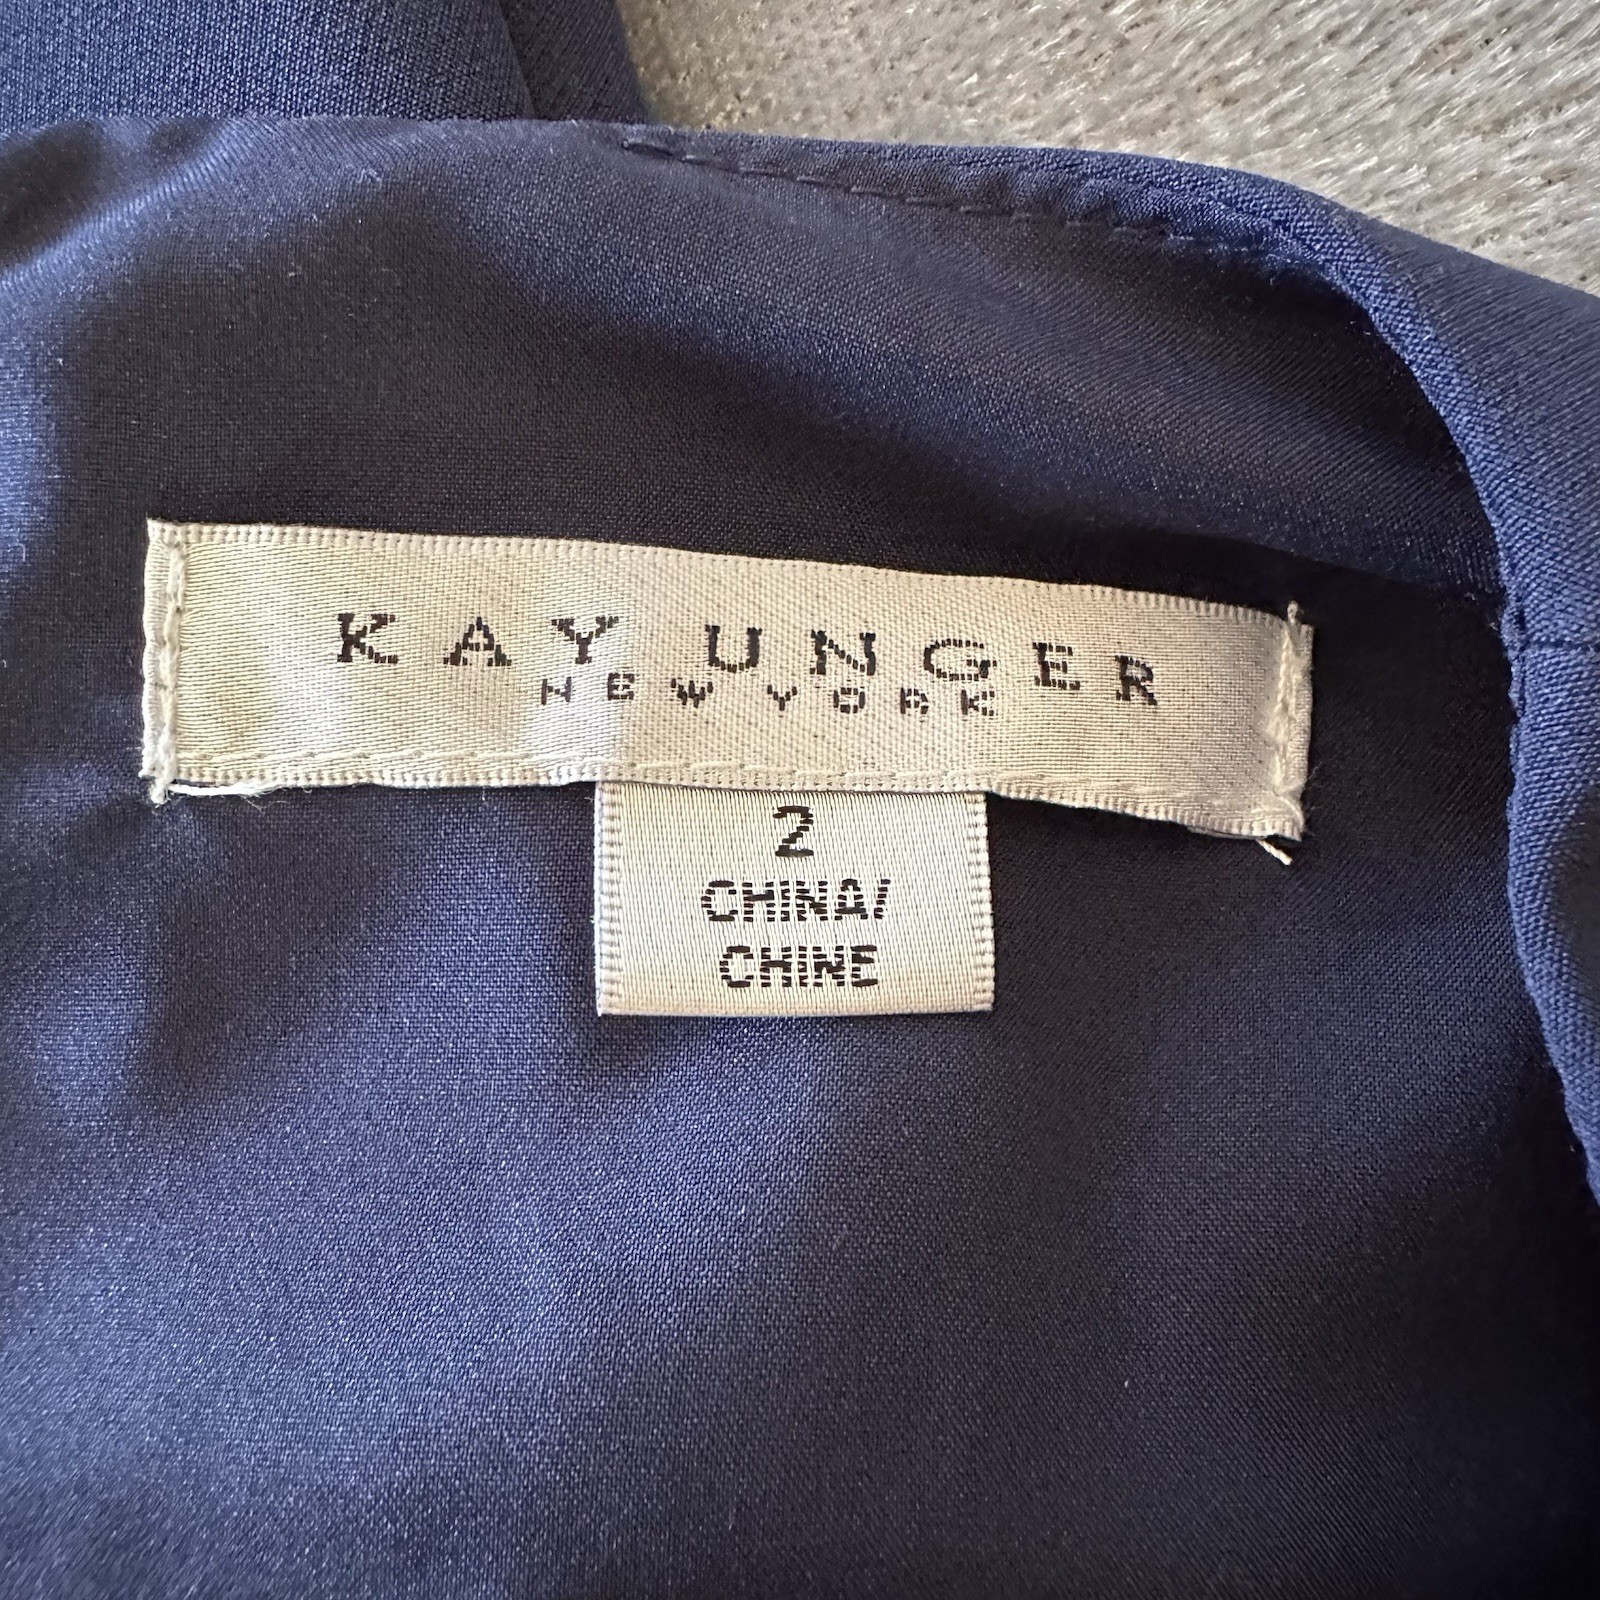 KAY UNGER
NEW YORK
2
CHINA/
CHINE